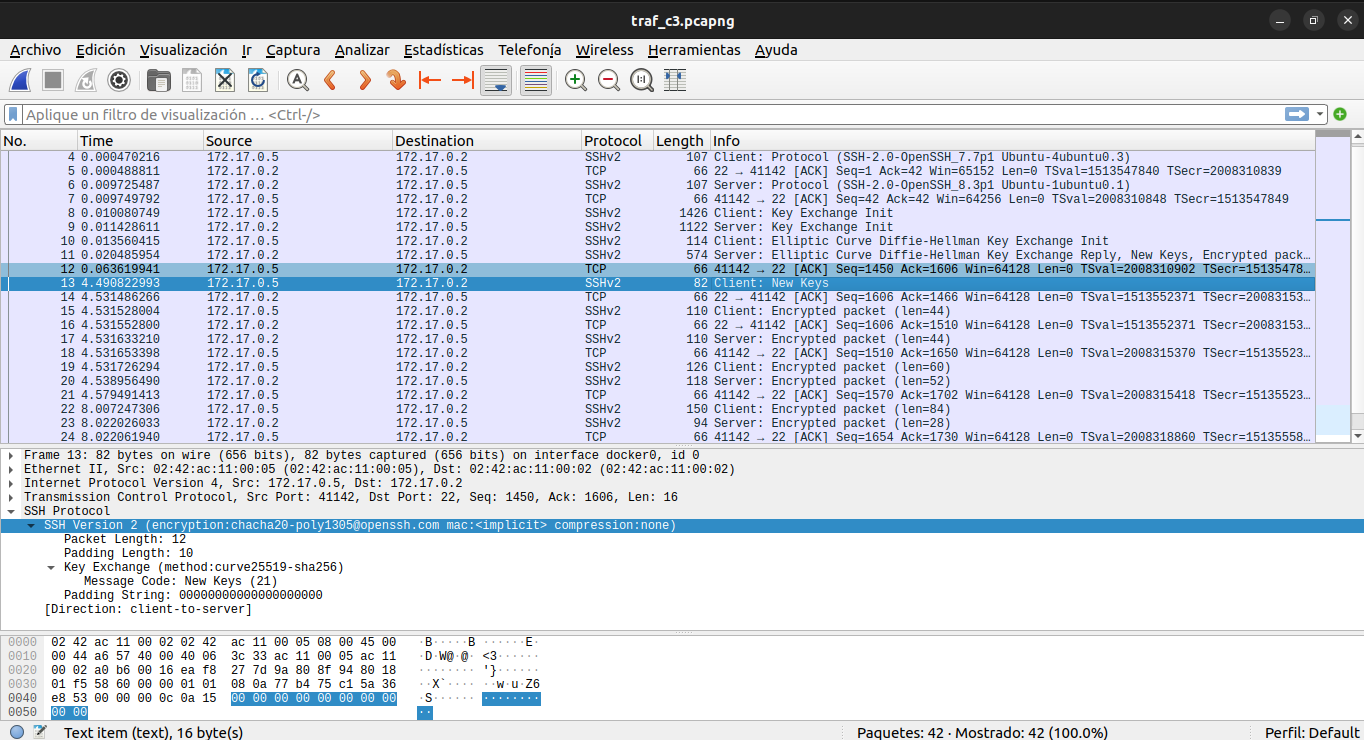 traf_c3.pcapng
Archivo Edición Visualización Ir Captura Analizar Estadísticas Telefonía Wireless Herramientas Ayuda
Aplique un filtro de visualización … <Ctrl-/>
No. Time Source Destination Protocol Length Info
4 0.000470216 172.17.0.5 172.17.0.2 SSHv2 107 Client: Protocol (SSH-2.0-OpenSSH_7.7p1 Ubuntu-4ubuntu0.3)
5 0.000488811 172.17.0.2 172.17.0.5 TCP 66 22 → 41142 [ACK] Seq=1 Ack=42 Win=65152 Len=0 TSval=1513547840 TSecr=2008310839
6 0.009725487 172.17.0.2 172.17.0.5 SSHv2 107 Server: Protocol (SSH-2.0-OpenSSH_8.3p1 Ubuntu-1ubuntu0.1)
7 0.009749792 172.17.0.5 172.17.0.2 TCP 66 41142 → 22 [ACK] Seq=42 Ack=42 Win=64256 Len=0 TSval=2008310848 TSecr=1513547849
8 0.010080749 172.17.0.5 172.17.0.2 SSHv2 1426 Client: Key Exchange Init
9 0.011428611 172.17.0.2 172.17.0.5 SSHv2 1122 Server: Key Exchange Init
10 0.013560415 172.17.0.5 172.17.0.2 SSHv2 114 Client: Elliptic Curve Diffie-Hellman Key Exchange Init
11 0.020485954 172.17.0.2 172.17.0.5 SSHv2 574 Server: Elliptic Curve Diffie-Hellman Key Exchange Reply, New Keys, Encrypted pack…
12 0.063619941 172.17.0.5 172.17.0.2 TCP 66 41142 → 22 [ACK] Seq=1450 Ack=1606 Win=64128 Len=0 TSval=2008310902 TSecr=15135478…
13 4.490822993 172.17.0.5 172.17.0.2 SSHv2 82 Client: New Keys
14 4.531486266 172.17.0.2 172.17.0.5 TCP 66 22 → 41142 [ACK] Seq=1606 Ack=1466 Win=64128 Len=0 TSval=1513552371 TSecr=20083153…
15 4.531528004 172.17.0.5 172.17.0.2 SSHv2 110 Client: Encrypted packet (len=44)
16 4.531552800 172.17.0.2 172.17.0.5 TCP 66 22 → 41142 [ACK] Seq=1606 Ack=1510 Win=64128 Len=0 TSval=1513552371 TSecr=20083153…
17 4.531633210 172.17.0.2 172.17.0.5 SSHv2 110 Server: Encrypted packet (len=44)
18 4.531653398 172.17.0.5 172.17.0.2 TCP 66 41142 → 22 [ACK] Seq=1510 Ack=1650 Win=64128 Len=0 TSval=2008315370 TSecr=15135523…
19 4.531726294 172.17.0.5 172.17.0.2 SSHv2 126 Client: Encrypted packet (len=60)
20 4.538956490 172.17.0.2 172.17.0.5 SSHv2 118 Server: Encrypted packet (len=52)
21 4.579491413 172.17.0.5 172.17.0.2 TCP 66 41142 → 22 [ACK] Seq=1570 Ack=1702 Win=64128 Len=0 TSval=2008315418 TSecr=15135523…
22 8.007247306 172.17.0.5 172.17.0.2 SSHv2 150 Client: Encrypted packet (len=84)
23 8.022026033 172.17.0.2 172.17.0.5 SSHv2 94 Server: Encrypted packet (len=28)
24 8.022061940 172.17.0.5 172.17.0.2 TCP 66 41142 → 22 [ACK] Seq=1654 Ack=1730 Win=64128 Len=0 TSval=2008318860 TSecr=15135558…
Frame 13: 82 bytes on wire (656 bits), 82 bytes captured (656 bits) on interface docker0, id 0
Ethernet II, Src: 02:42:ac:11:00:05 (02:42:ac:11:00:05), Dst: 02:42:ac:11:00:02 (02:42:ac:11:00:02)
Internet Protocol Version 4, Src: 172.17.0.5, Dst: 172.17.0.2
Transmission Control Protocol, Src Port: 41142, Dst Port: 22, Seq: 1450, Ack: 1606, Len: 16
SSH Protocol
SSH Version 2 (encryption:chacha20-poly1305@openssh.com mac:<implicit> compression:none)
Packet Length: 12
Padding Length: 10
Key Exchange (method:curve25519-sha256)
Message Code: New Keys (21)
Padding String: 00000000000000000000
[Direction: client-to-server]
0000 02 42 ac 11 00 02 02 42 ac 11 00 05 08 00 45 00 ·B·····B ······E·
0010 00 44 a6 57 40 00 40 06 3c 33 ac 11 00 05 ac 11 ·D·W@·@· <3······
0020 00 02 a0 b6 00 16 ea f8 27 7d 9a 80 8f 94 80 18 ········ '}······
0030 01 f5 58 60 00 00 01 01 08 0a 77 b4 75 c1 5a 36 ··X`···· ··w·u·Z6
0040 e8 53 00 00 00 0c 0a 15 00 00 00 00 00 00 00 00 ·S······ ········
0050 00 00 ··
Text item (text), 16 byte(s) Paquetes: 42 · Mostrado: 42 (100.0%) Perfil: Default